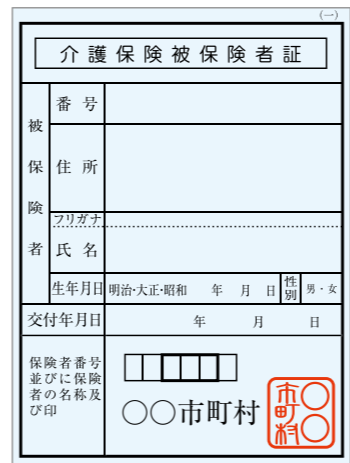 (一)
介護保険被保険者証
被保険者
番号
住所
フリガナ
氏名
生年月日 明治·大正·昭和 年 月 日 性別 男·女
交付年月日 年 月 日
保険者番号
並びに保険
者の名称及
び印
○○市町村
○○市町村